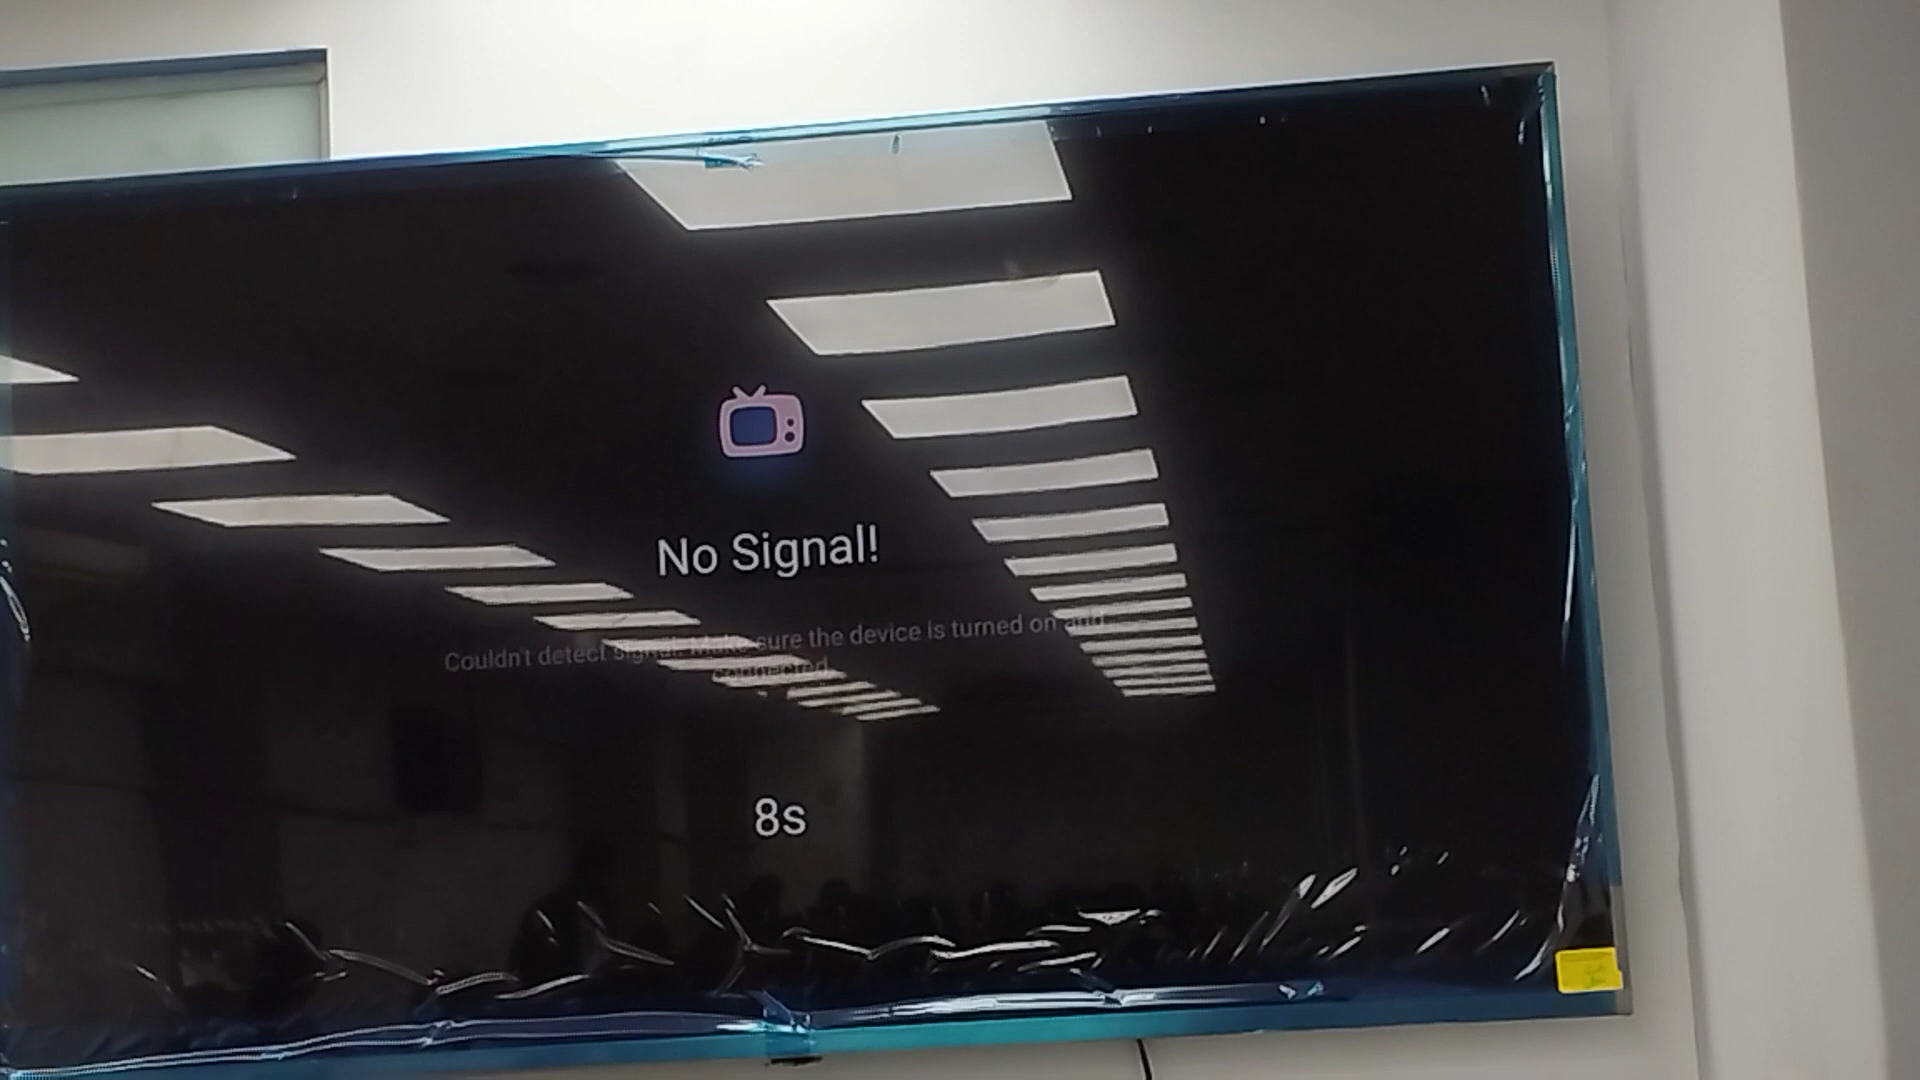 No Signal!
Couldn't detect signal. Make sure the device is turned on and
connected.
8s